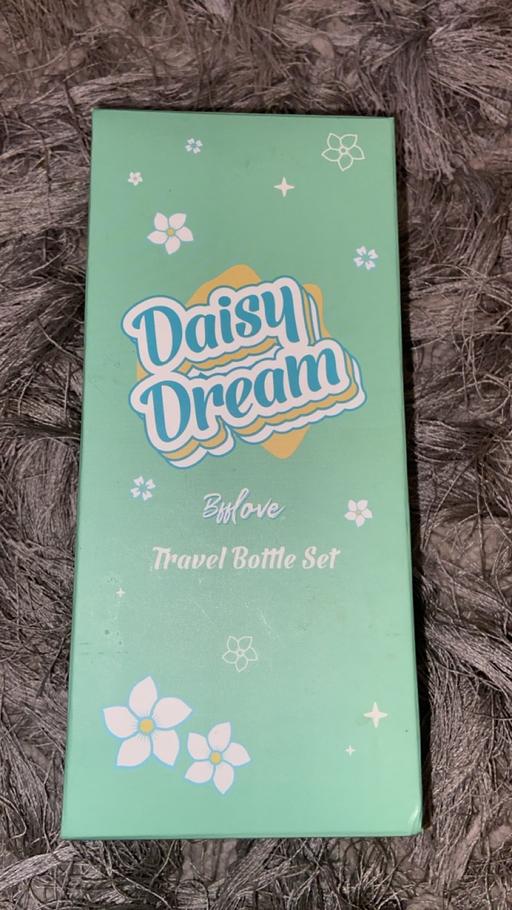 Daisy
Dream
Bfflove
Travel Bottle Set